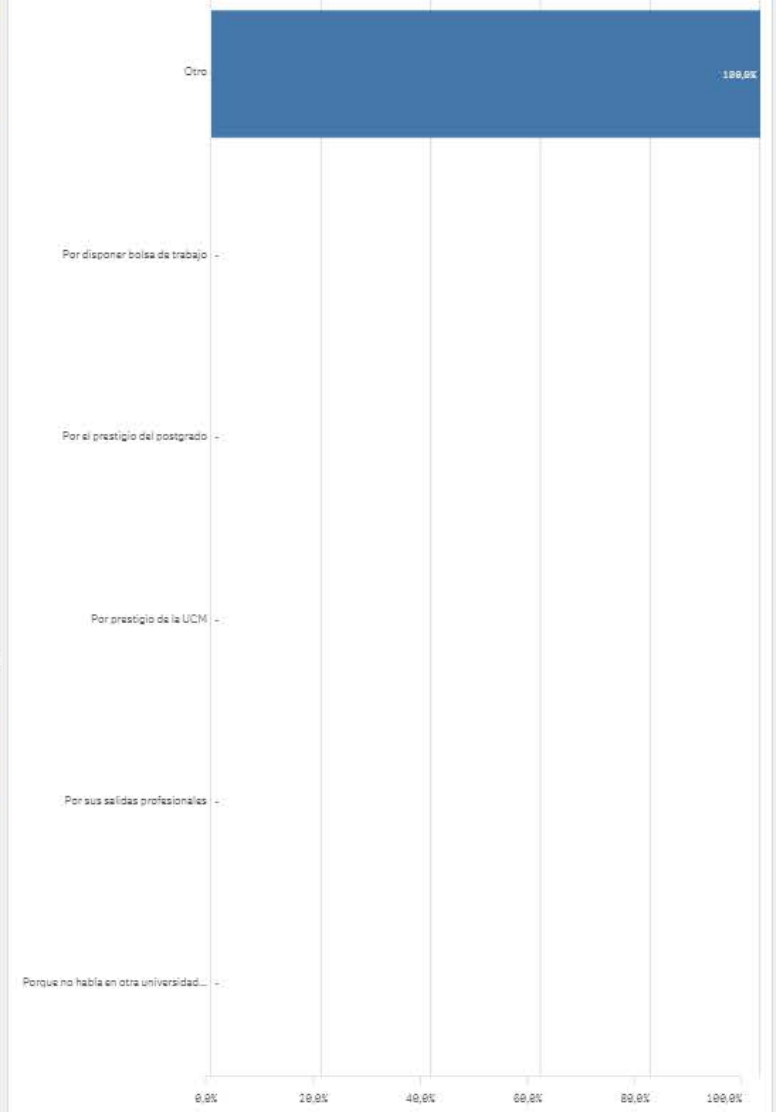 Otro
100,0%
Por disponer bolsa de trabajo -
Por el prestigio del postgrado -
Por prestigio de la UCM -
Por sus salidas profesionales -
Porque no había en otra universidad... -
0,0% 20,0% 40,0% 60,0% 80,0% 100,0%